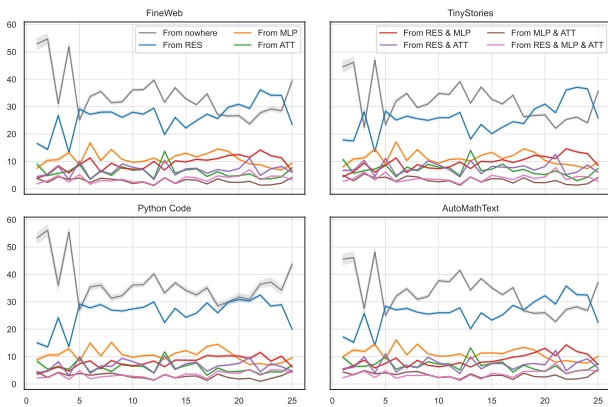 FineWeb
TinyStories
60
50
40
30
20
10
0
From nowhere
From RES
From MLP
From ATT
From RES & MLP
From RES & ATT
From MLP & ATT
From RES & MLP & ATT
Python Code
AutoMathText
60
50
40
30
20
10
0
0 5 10 15 20 25
0 5 10 15 20 25